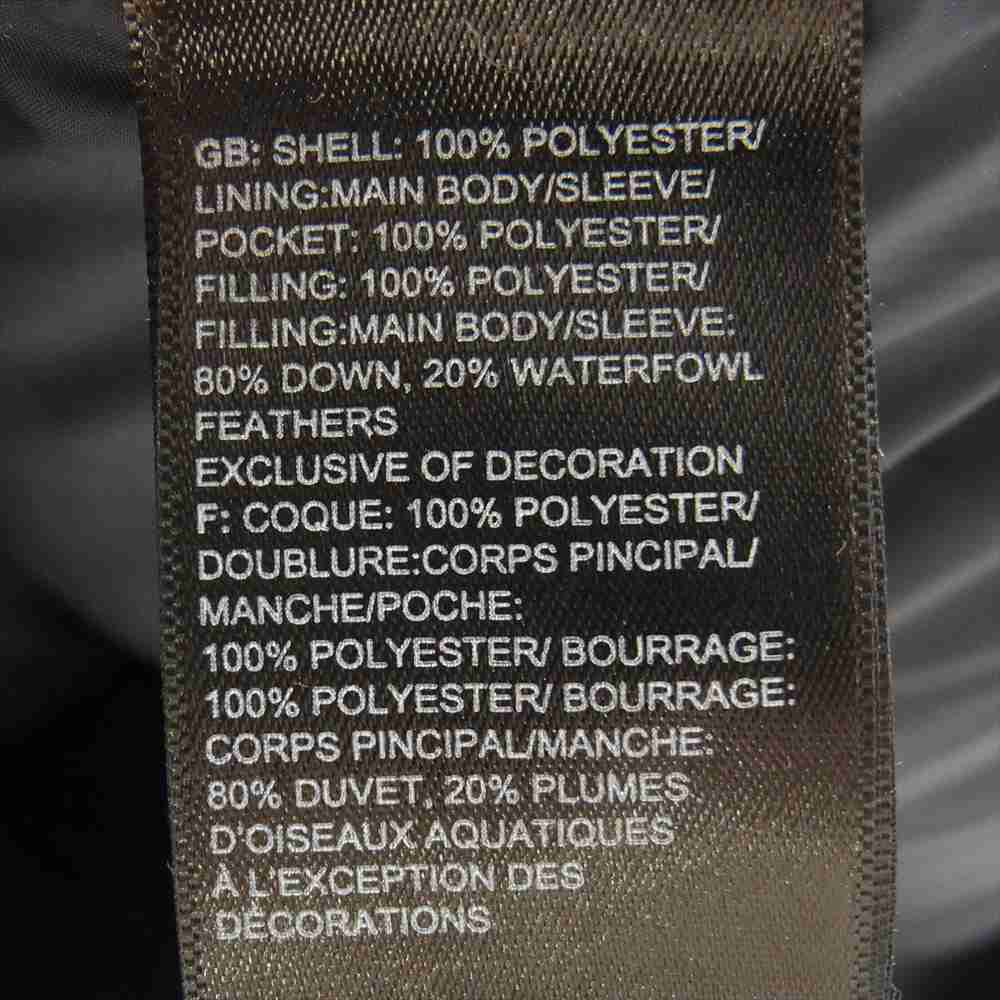 GB: SHELL: 100% POLYESTER/
LINING:MAIN BODY/SLEEVE/
POCKET: 100% POLYESTER/
FILLING: 100% POLYESTER/
FILLING:MAIN BODY/SLEEVE:
80% DOWN, 20% WATERFOWL
FEATHERS
EXCLUSIVE OF DECORATION
F: COQUE: 100% POLYESTER/
DOUBLURE:CORPS PINCIPAL/
MANCHE/POCHE:
100% POLYESTER/ BOURRAGE:
100% POLYESTER/ BOURRAGE:
CORPS PINCIPAL/MANCHE:
80% DUVET, 20% PLUMES
D'OISEAUX AQUATIQUES
À L'EXCEPTION DES
DÉCORATIONS